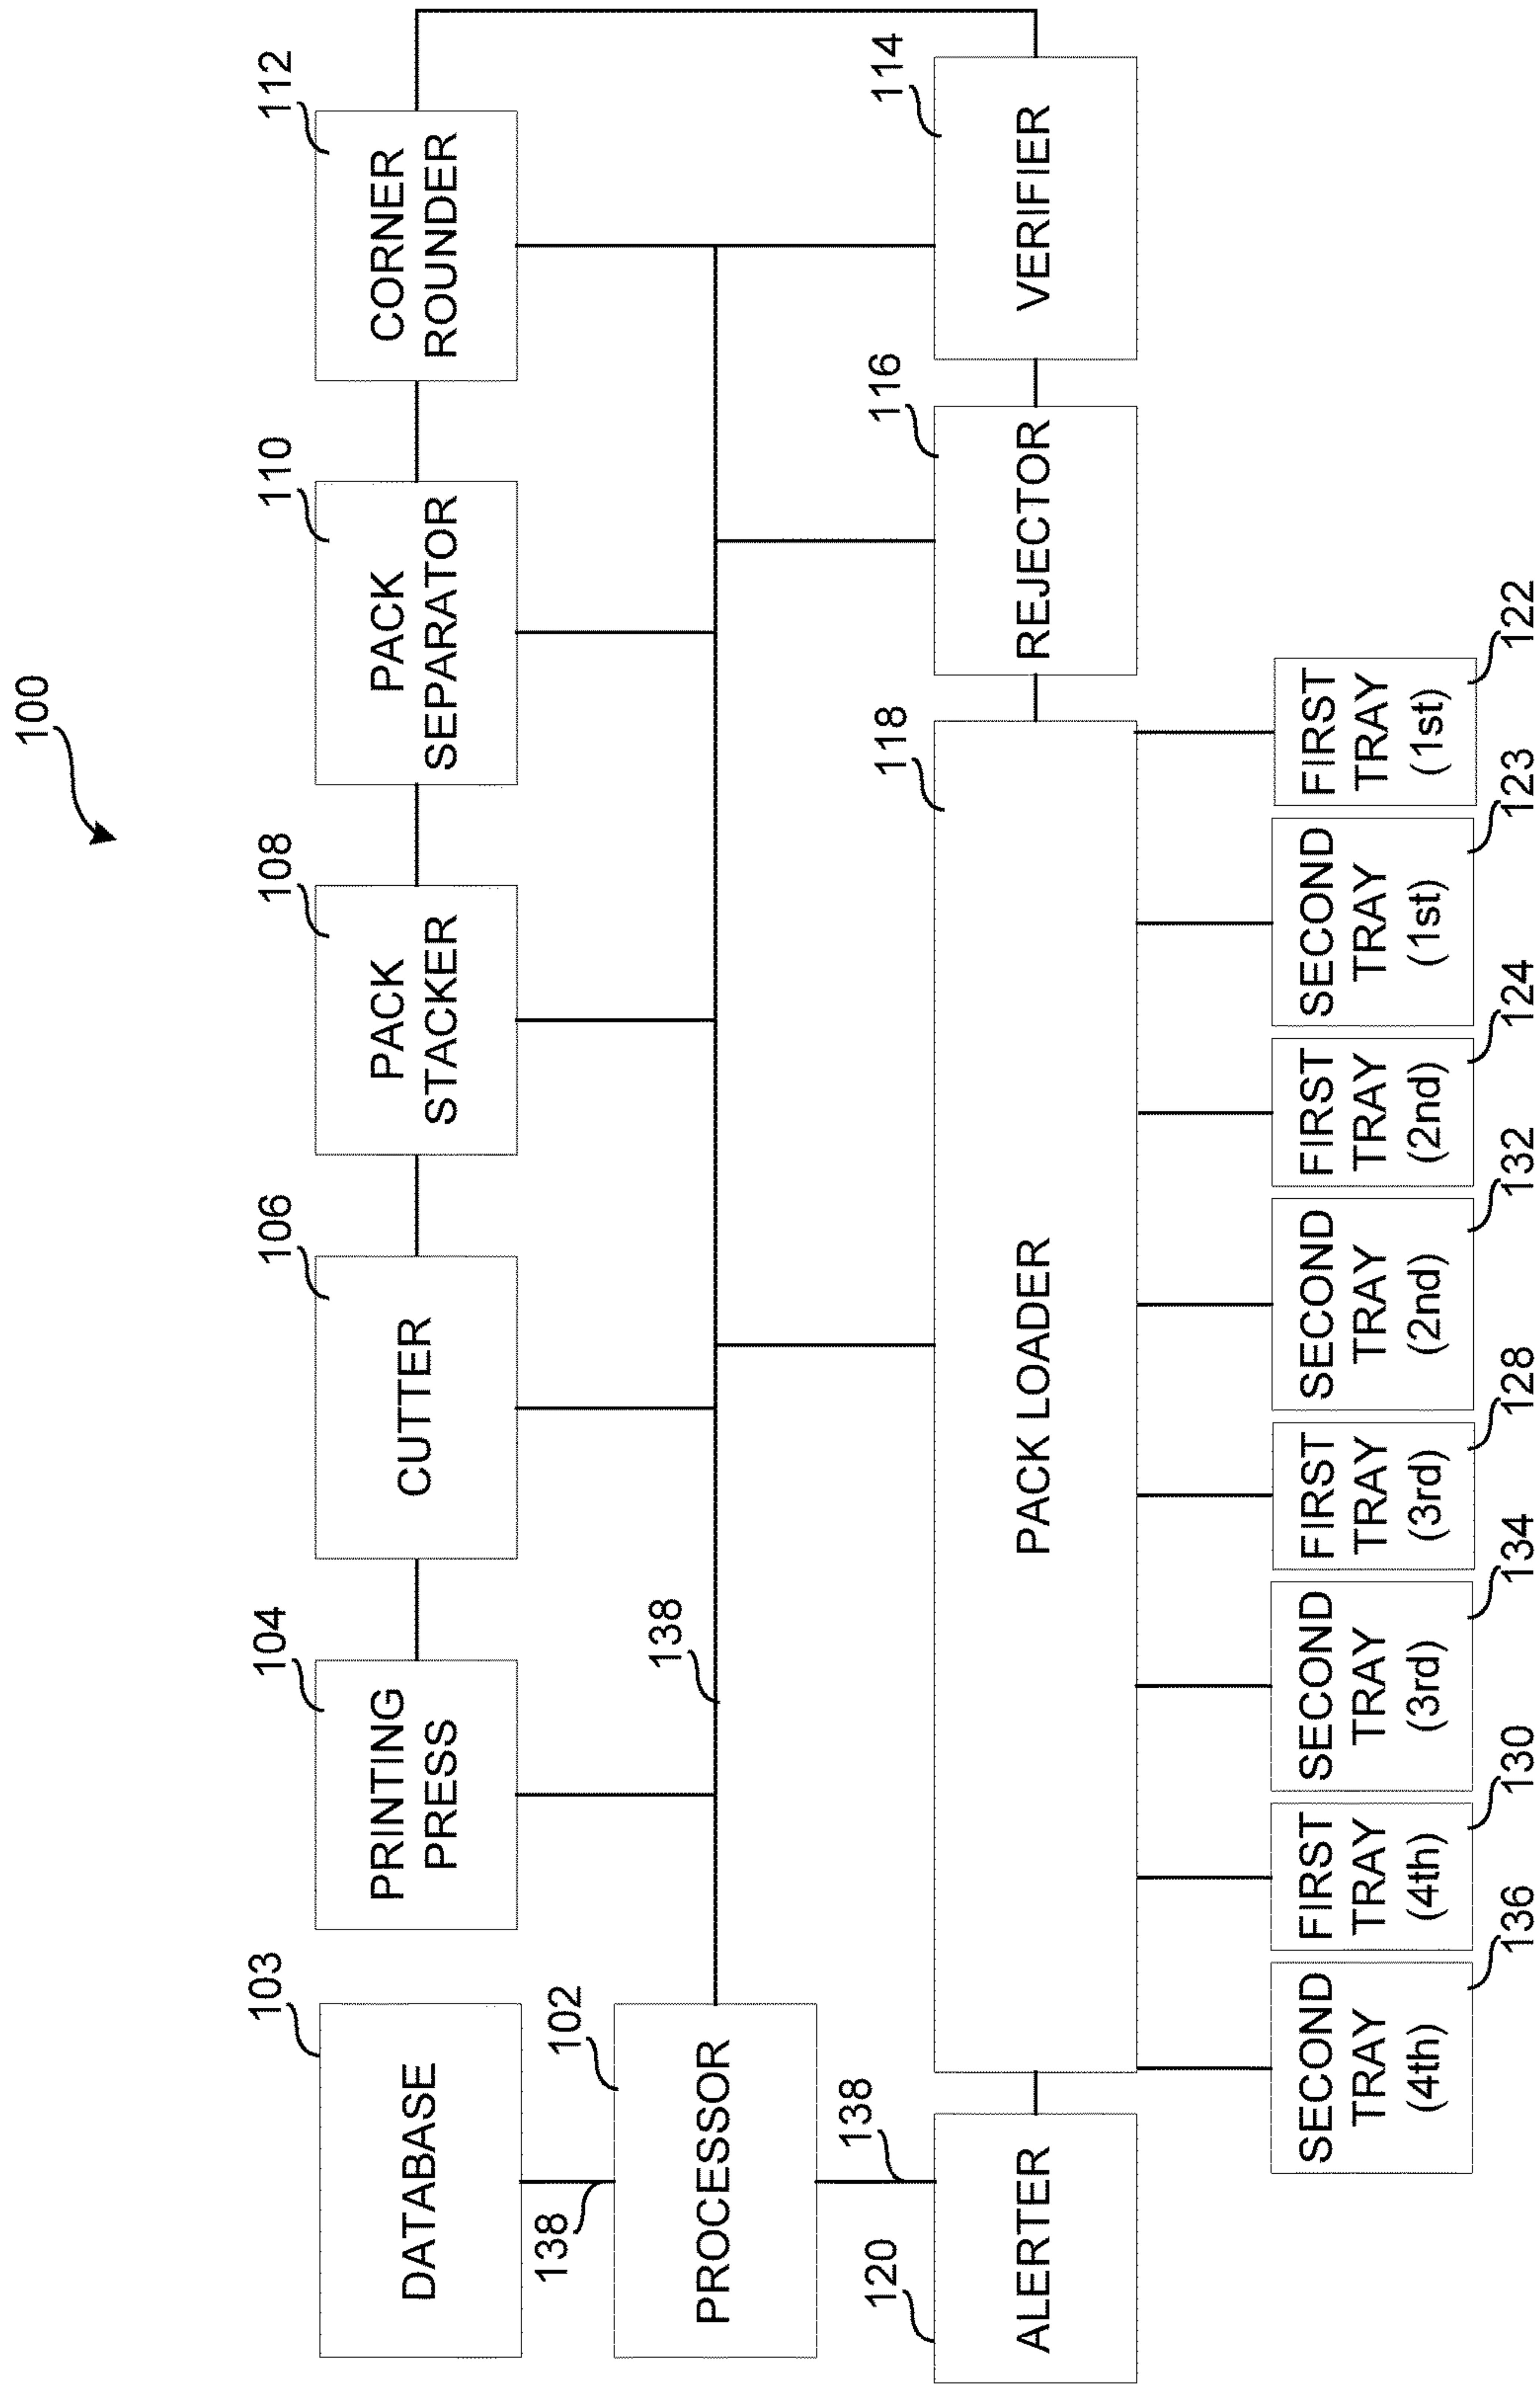 100
103
DATABASE
138
102
PROCESSOR
138
120
ALERTER
104
PRINTING
PRESS
106
CUTTER
108
PACK
STACKER
110
PACK
SEPARATOR
112
CORNER
ROUNDER
138
118
PACK LOADER
116
REJECTOR
114
VERIFIER
SECOND
TRAY
(4th)
136
FIRST
TRAY
(4th)
130
SECOND
TRAY
(3rd)
134
FIRST
TRAY
(3rd)
128
SECOND
TRAY
(2nd)
132
FIRST
TRAY
(2nd)
124
SECOND
TRAY
(1st)
123
FIRST
TRAY
(1st)
122